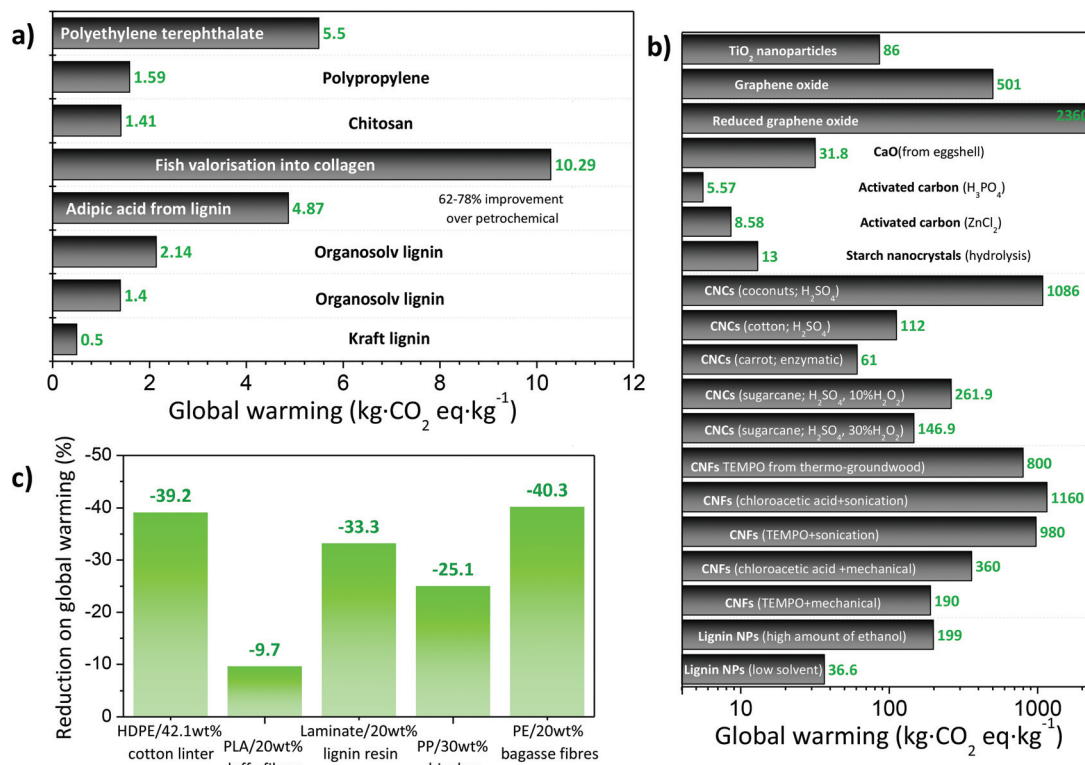 a)
Polyethylene terephthalate
5.5
1.59
Polypropylene
1.41
Chitosan
Fish valorisation into collagen
10.29
Adipic acid from lignin
4.87
62-78% improvement
over petrochemical
2.14
Organosolv lignin
1.4
Organosolv lignin
0.5
Kraft lignin
0 2 4 6 8 10 12
Global warming (kg·CO2 eq·kg-1)
b)
TiO2 nanoparticles
86
Graphene oxide
501
Reduced graphene oxide
2360
31.8
CaO(from eggshell)
5.57
Activated carbon (H3PO4)
8.58
Activated carbon (ZnCl2)
13
Starch nanocrystals (hydrolysis)
CNCs (coconuts; H2SO4)
1086
CNCs (cotton; H2SO4)
112
CNCs (carrot; enzymatic)
61
CNCs (sugarcane; H2SO4, 10%H2O2)
261.9
CNCs (sugarcane; H2SO4, 30%H2O2)
146.9
CNFs TEMPO from thermo-groundwood)
800
CNFs (chloroacetic acid+sonication)
1160
CNFs (TEMPO+sonication)
980
CNFs (chloroacetic acid +mechanical)
360
CNFs (TEMPO+mechanical)
190
Lignin NPs (high amount of ethanol)
199
Lignin NPs (low solvent)
36.6
10 100 1000
Global warming (kg·CO2 eq·kg-1)
c)
Reduction on global warming (%)
-50
-40
-30
-20
-10
0
-39.2
-9.7
-33.3
-25.1
-40.3
HDPE/42.1wt%
cotton linter
PLA/20wt%
Laminate/20wt%
lignin resin
PP/30wt%
PE/20wt%
bagasse fibres